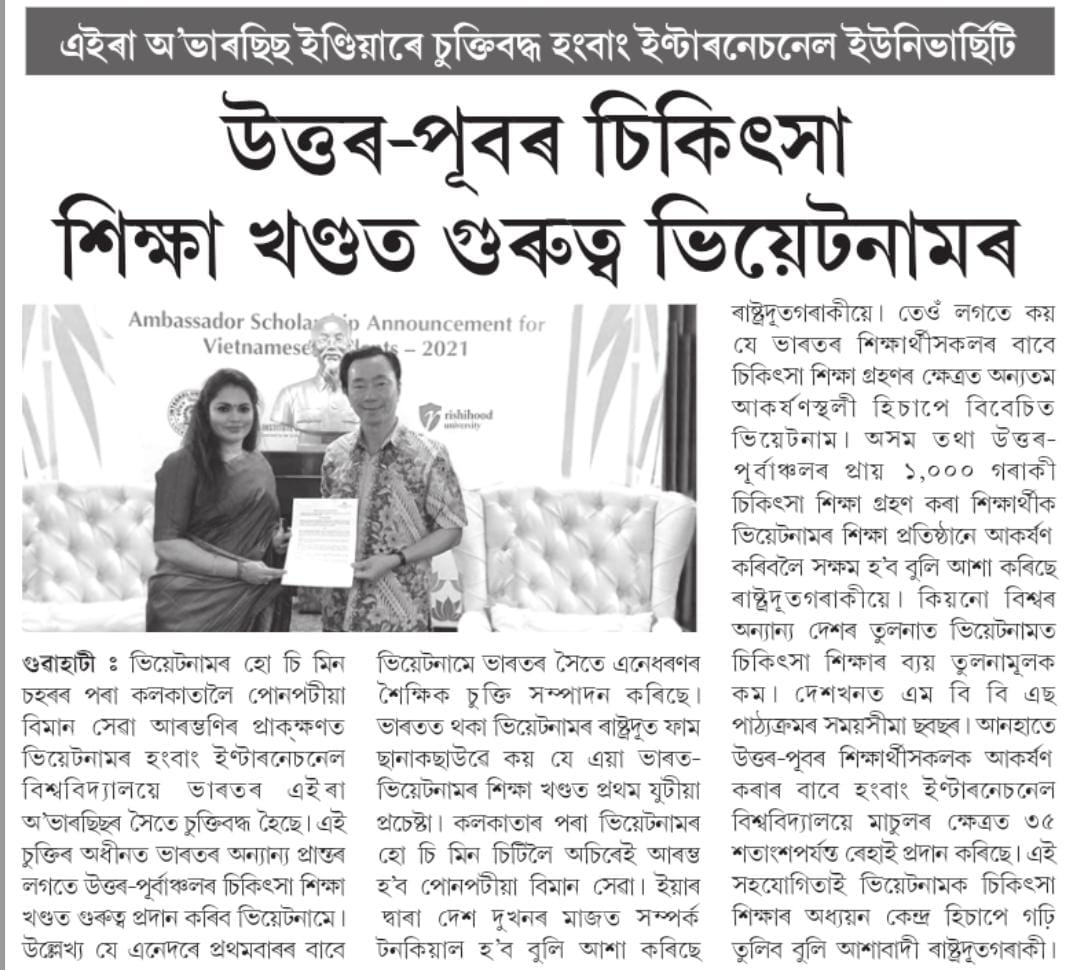 এইৰা অ'ভাৰছিছ ইণ্ডিয়াৰে চুক্তিবদ্ধ হংবাং ইণ্টাৰনেচনেল ইউনিভাৰ্ছিটি
উত্তৰ-পূবৰ চিকিৎসা
শিক্ষা খণ্ডত গুৰুত্ব ভিয়েটনামৰ
Ambassador Scholarship Announcement for
Vietnamese – 2021
rishihood
university
গুৱাহাটী ঃ ভিয়েটনামৰ হো চি মিন
চহৰৰ পৰা কলকাতালৈ পোনপটীয়া
বিমান সেৱা আৰম্ভণিৰ প্ৰাক্‌ক্ষণত
ভিয়েটনামৰ হংবাং ইণ্টাৰনেচনেল
বিশ্ববিদ্যালয়ে ভাৰতৰ এইৰা
অ'ভাৰছিছৰ সৈতে চুক্তিবদ্ধ হৈছে। এই
চুক্তিৰ অধীনত ভাৰতৰ অন্যান্য প্ৰান্তৰ
লগতে উত্তৰ-পূৰ্বাঞ্চলৰ চিকিৎসা শিক্ষা
খণ্ডত গুৰুত্ব প্ৰদান কৰিব ভিয়েটনামে।
উল্লেখ্য যে এনেদৰে প্ৰথমবাৰৰ বাবে
ভিয়েটনামে ভাৰতৰ সৈতে এনেধৰণৰ
শৈক্ষিক চুক্তি সম্পাদন কৰিছে।
ভাৰতত থকা ভিয়েটনামৰ ৰাষ্ট্ৰদূত ফাম
ছানাকছাউৱে কয় যে এয়া ভাৰত-
ভিয়েটনামৰ শিক্ষা খণ্ডত প্ৰথম যুটীয়া
প্ৰচেষ্টা। কলকাতাৰ পৰা ভিয়েটনামৰ
হো চি মিন চিটিলৈ অচিৰেই আৰম্ভ
হ'ব পোনপটীয়া বিমান সেৱা। ইয়াৰ
দ্বাৰা দেশ দুখনৰ মাজত সম্পৰ্ক
টনকিয়াল হ'ব বুলি আশা কৰিছে
ৰাষ্ট্ৰদূতগৰাকীয়ে। তেওঁ লগতে কয়
যে ভাৰতৰ শিক্ষাৰ্থীসকলৰ বাবে
চিকিৎসা শিক্ষা গ্ৰহণৰ ক্ষেত্ৰত অন্যতম
আকৰ্ষণস্থলী হিচাপে বিবেচিত
ভিয়েটনাম। অসম তথা উত্তৰ-
পূৰ্বাঞ্চলৰ প্ৰায় ১,০০০ গৰাকী
চিকিৎসা শিক্ষা গ্ৰহণ কৰা শিক্ষাৰ্থীক
ভিয়েটনামৰ শিক্ষা প্ৰতিষ্ঠানে আকৰ্ষণ
কৰিবলৈ সক্ষম হ'ব বুলি আশা কৰিছে
ৰাষ্ট্ৰদূতগৰাকীয়ে। কিয়নো বিশ্বৰ
অন্যান্য দেশৰ তুলনাত ভিয়েটনামত
চিকিৎসা শিক্ষাৰ ব্যয় তুলনামূলক
কম। দেশখনত এম বি বি এছ
পাঠ্যক্ৰমৰ সময়সীমা ছবছৰ। আনহাতে
উত্তৰ-পূবৰ শিক্ষাৰ্থীসকলক আকৰ্ষণ
কৰাৰ বাবে হংবাং ইণ্টাৰনেচনেল
বিশ্ববিদ্যালয়ে মাচুলৰ ক্ষেত্ৰত ৩৫
শতাংশপৰ্যন্ত ৰেহাই প্ৰদান কৰিছে। এই
সহযোগিতাই ভিয়েটনামক চিকিৎসা
শিক্ষাৰ অধ্যয়ন কেন্দ্ৰ হিচাপে গঢ়ি
তুলিব বুলি আশাবাদী ৰাষ্ট্ৰদূতগৰাকী।